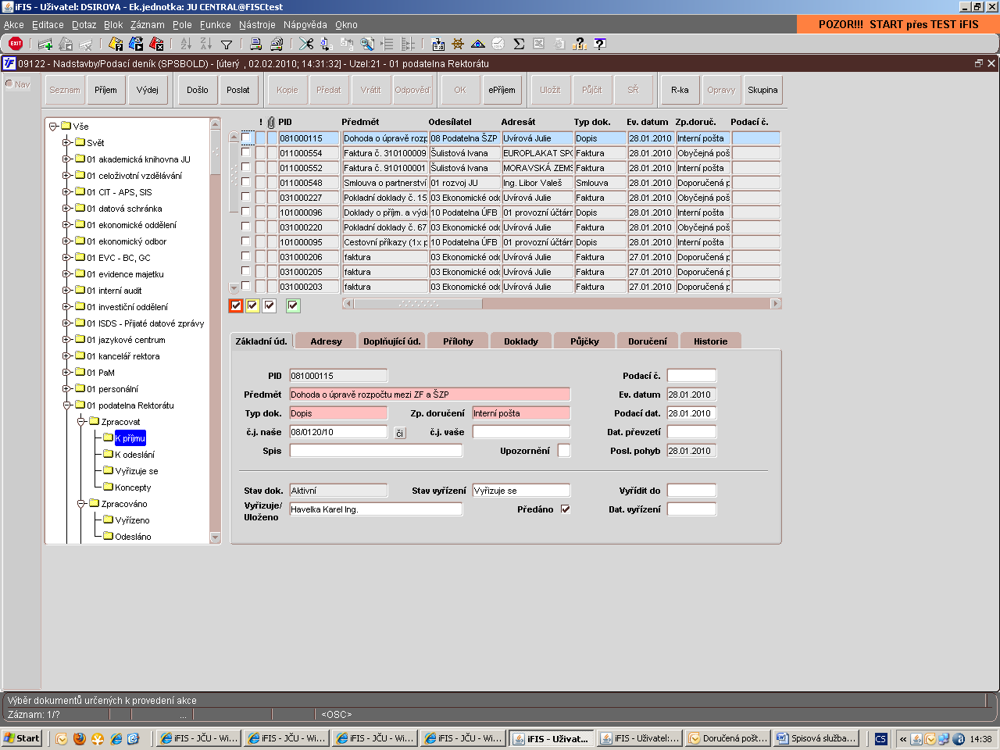 iFIS - Uživatel: DSIROVA - Ek.jednotka: JU CENTRAL@FISCtest
Akce Editace Dotaz Blok Záznam Pole Funkce Nástroje Nápověda Okno
POZOR!!! START přes TEST iFIS
EXIT
09122 - Nadstavby/Podací deník (SPSBOLD) - [úterý , 02.02.2010; 14:31:32] - Uzel:21 - 01 podatelna Rektorátu
Nav
Seznam Příjem Výdej Došlo Poslat Kopie Předat Vrátit Odpověď OK ePříjem Uložit Půjčit SŘ R-ka Opravy Skupina
Vše
Svět
01 akademická knihovna JU
01 celoživotní vzdělávání
01 CIT - APS, SIS
01 datová schránka
01 ekonomické oddělení
01 ekonomický odbor
01 EVC - BC, GC
01 evidence majetku
01 interní audit
01 investiční oddělení
01 ISDS - Přijaté datové zprávy
01 jazykové centrum
01 kancelář rektora
01 PaM
01 personální
01 podatelna Rektorátu
Zpracovat
K příjmu
K odeslání
Vyřizuje se
Koncepty
Zpracováno
Vyřízeno
Odesláno
! PID Předmět Odesílatel Adresát Typ dok. Ev. datum Zp.doruč. Podací č.
081000115 Dohoda o úpravě rozp 08 Podatelna ŠZP Uvírová Julie Dopis 28.01.2010 Interní pošta
011000554 Faktura č. 310100009 Šulistová Ivana EUROPLAKAT SPO Faktura 28.01.2010 Obyčejná poš
011000552 Faktura č. 910100001 Šulistová Ivana MORAVSKÁ ZEMS Faktura 28.01.2010 Interní pošta
011000548 Smlouva o partnerství 01 rozvoj JU Ing. Libor Valeš Smlouva 28.01.2010 Doporučená p
031000227 Pokladní doklady č. 15 03 Ekonomické odd Uvírová Julie Faktura 28.01.2010 Obyčejná poš
101000096 Doklady o příjm. a výda 10 Podatelna ÚFB 01 provozní účtárn Dopis 28.01.2010 Interní pošta
031000220 Pokladní doklady č. 67 03 Ekonomické odd Uvírová Julie Faktura 28.01.2010 Obyčejná poš
101000095 Cestovní příkazy (1x p 10 Podatelna ÚFB 01 provozní účtárn Dopis 28.01.2010 Interní pošta
031000206 faktura 03 Ekonomické odd Uvírová Julie Faktura 27.01.2010 Doporučená p
031000205 faktura 03 Ekonomické odd Uvírová Julie Faktura 27.01.2010 Doporučená p
031000203 faktura 03 Ekonomické odd Uvírová Julie Faktura 27.01.2010 Doporučená p
Základní úd. Adresy Doplňující úd. Přílohy Doklady Půjčky Doručení Historie
PID 081000115 Podací č.
Předmět Dohoda o úpravě rozpočtu mezi ZF a ŠZP Ev. datum 28.01.2010
Typ dok. Dopis Zp. doručení Interní pošta Podací dat. 28.01.2010
č.j. naše 08/0120/10 či č.j. vaše Dat. převzetí
Spis Upozornění Posl. pohyb 28.01.2010
Stav dok. Aktivní Stav vyřízení Vyřizuje se Vyřídit do
Vyřizuje/ Uloženo Havelka Karel Ing. Předáno Dat. vyřízení
Výběr dokumentů určených k provedení akce
Záznam: 1/? ... <OSC>
Start iFIS - JČU - Wi... iFIS - JČU - Wi... iFIS - JČU - Wi... iFIS - JČU - Wi... iFIS - Uživat... iFIS - Uživatel:... Doručená pošt... Spisová služba... CS « 14:38